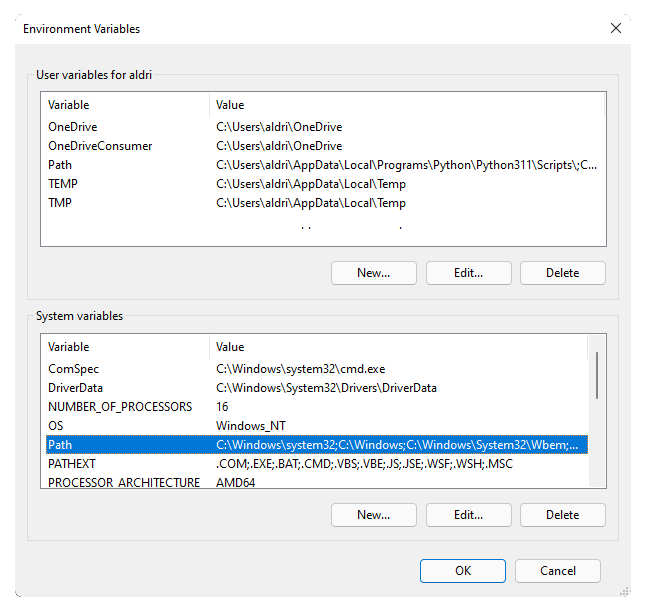 Environment Variables
User variables for aldri
Variable Value
OneDrive C:\Users\aldri\OneDrive
OneDriveConsumer C:\Users\aldri\OneDrive
Path C:\Users\aldri\AppData\Local\Programs\Python\Python311\Scripts\;C...
TEMP C:\Users\aldri\AppData\Local\Temp
TMP C:\Users\aldri\AppData\Local\Temp
New... Edit... Delete
System variables
Variable Value
ComSpec C:\Windows\system32\cmd.exe
DriverData C:\Windows\System32\Drivers\DriverData
NUMBER_OF_PROCESSORS 16
OS Windows_NT
Path C:\Windows\system32;C:\Windows;C:\Windows\System32\Wbem;...
PATHEXT .COM;.EXE;.BAT;.CMD;.VBS;.VBE;.JS;.JSE;.WSF;.WSH;.MSC
PROCESSOR_ARCHITECTURE AMD64
New... Edit... Delete
OK Cancel